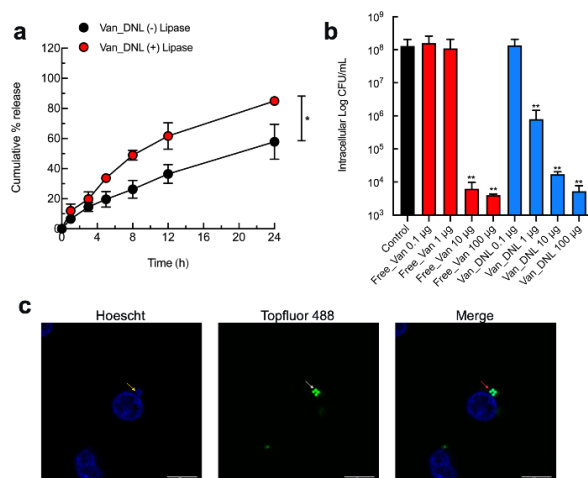 a
Van_DNL (-) Lipase
Van_DNL (+) Lipase
Cumulative % release
120
100
80
60
40
20
0
*
0 4 8 12 16 20 24
Time (h)
b
Intracellular Log CFU/mL
10⁹
10⁸
10⁷
10⁶
10⁵
10⁴
10³
** ** ** ** **
Control
Free_Van 0.1 µg
Free_Van 1 µg
Free_Van 10 µg
Free_Van 100 µg
Van_DNL 0.1 µg
Van_DNL 1 µg
Van_DNL 10 µg
Van_DNL 100 µg
c
Hoescht Topfluor 488 Merge